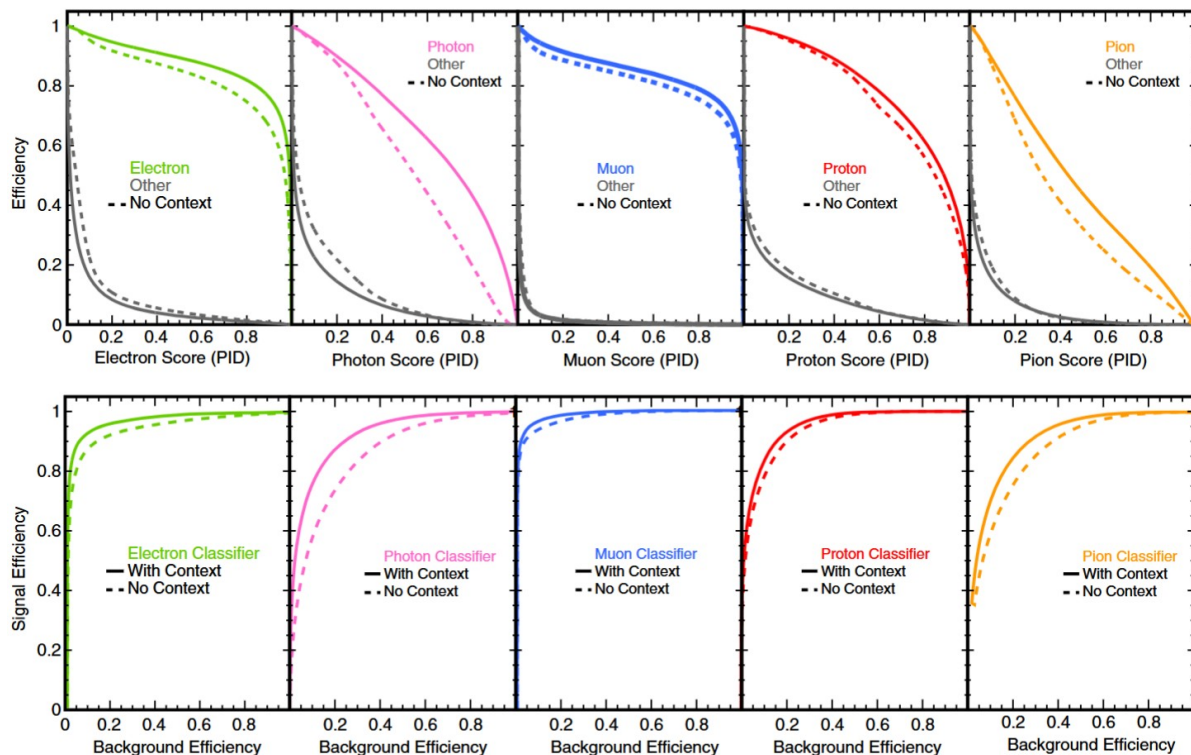 Efficiency
1
0.8
0.6
0.4
0.2
0
Electron
Other
No Context
Photon
Other
No Context
Muon
Other
No Context
Proton
Other
No Context
Pion
Other
No Context
0 0.2 0.4 0.6 0.8 0.2 0.4 0.6 0.8 0.2 0.4 0.6 0.8 0.2 0.4 0.6 0.8 0.2 0.4 0.6 0.8 1
Electron Score (PID) Photon Score (PID) Muon Score (PID) Proton Score (PID) Pion Score (PID)
Signal Efficiency
1
0.8
0.6
0.4
0.2
0
Electron Classifier
With Context
No Context
Photon Classifier
With Context
No Context
Muon Classifier
With Context
No Context
Proton Classifier
With Context
No Context
Pion Classifier
With Context
No Context
0 0.2 0.4 0.6 0.8 0.2 0.4 0.6 0.8 0.2 0.4 0.6 0.8 0.2 0.4 0.6 0.8 0.2 0.4 0.6 0.8 1
Background Efficiency Background Efficiency Background Efficiency Background Efficiency Background Efficiency